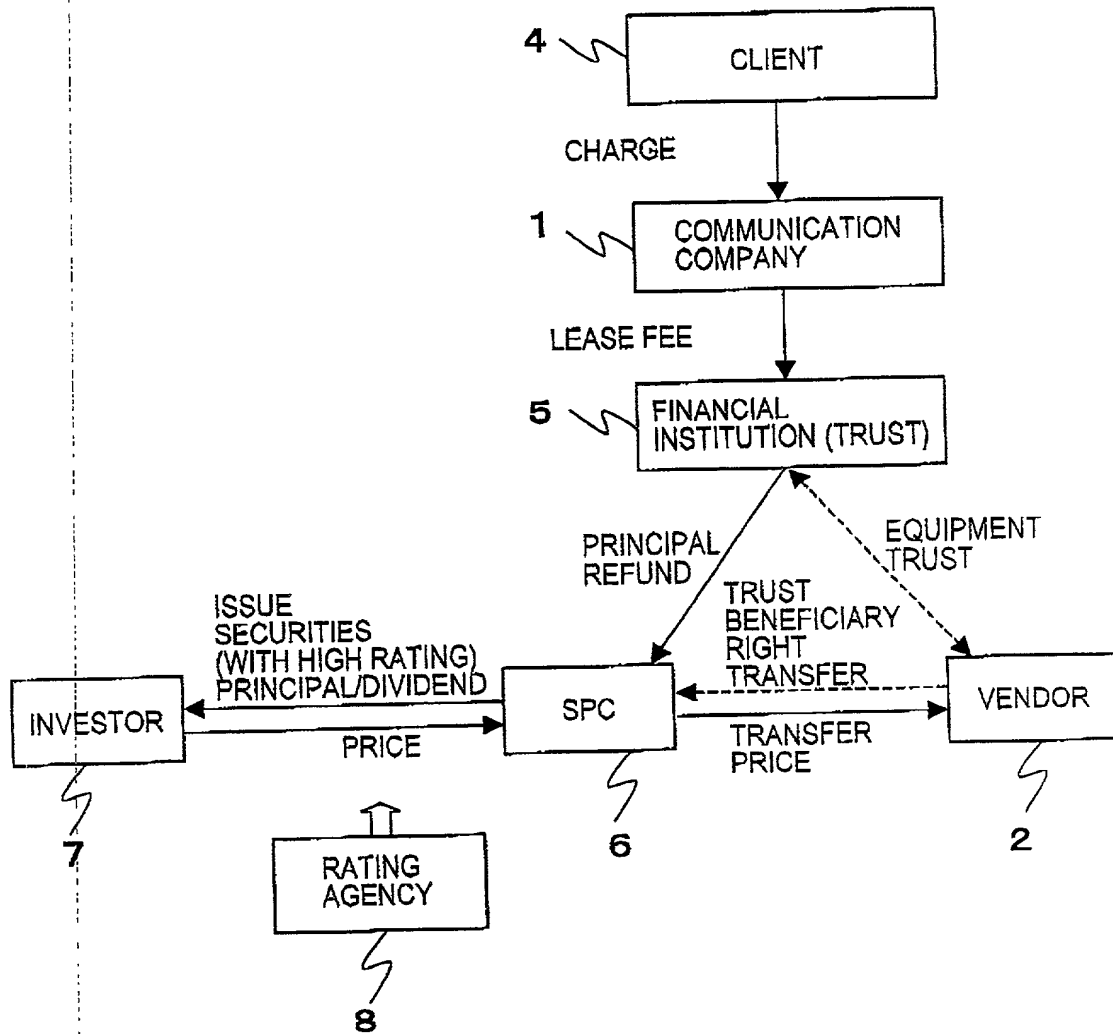 4
CLIENT
CHARGE
1
COMMUNICATION
COMPANY
LEASE FEE
5
FINANCIAL
INSTITUTION (TRUST)
PRINCIPAL
REFUND
EQUIPMENT
TRUST
TRUST
BENEFICIARY
RIGHT
TRANSFER
ISSUE
SECURITIES
(WITH HIGH RATING)
PRINCIPAL/DIVIDEND
INVESTOR
PRICE
SPC
TRANSFER
PRICE
VENDOR
7
6
2
RATING
AGENCY
8